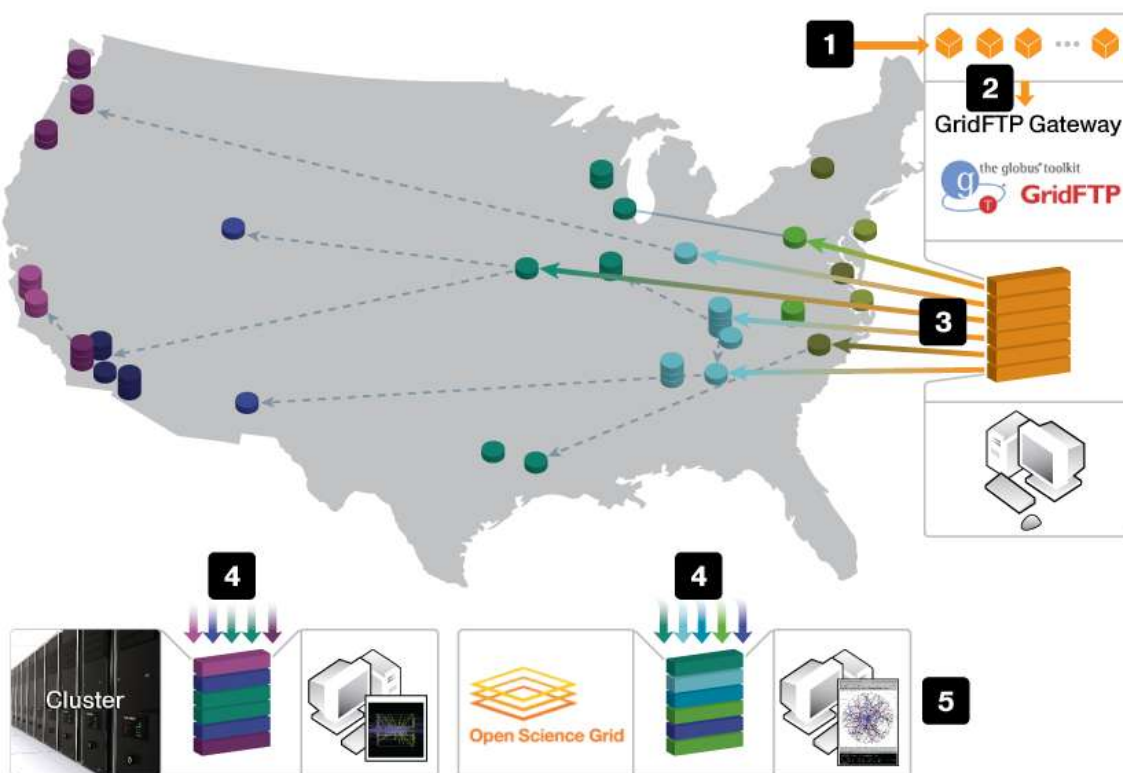 1
2
GridFTP Gateway
the globus® toolkit
g
T
GridFTP
3
4
4
Cluster
Open Science Grid
5